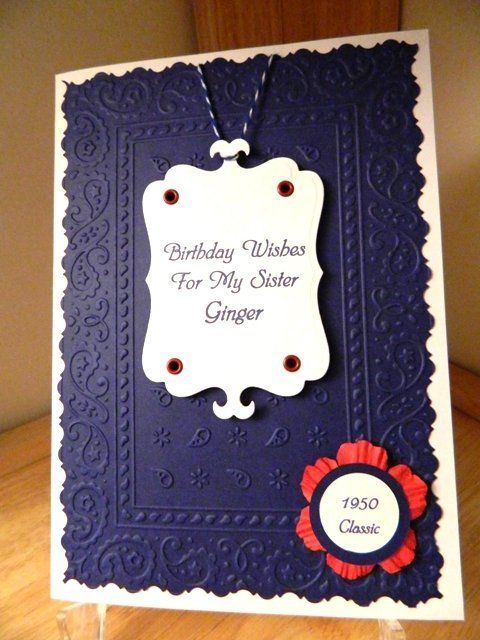 Birthday Wishes
For My Sister
Ginger
1950
Classic